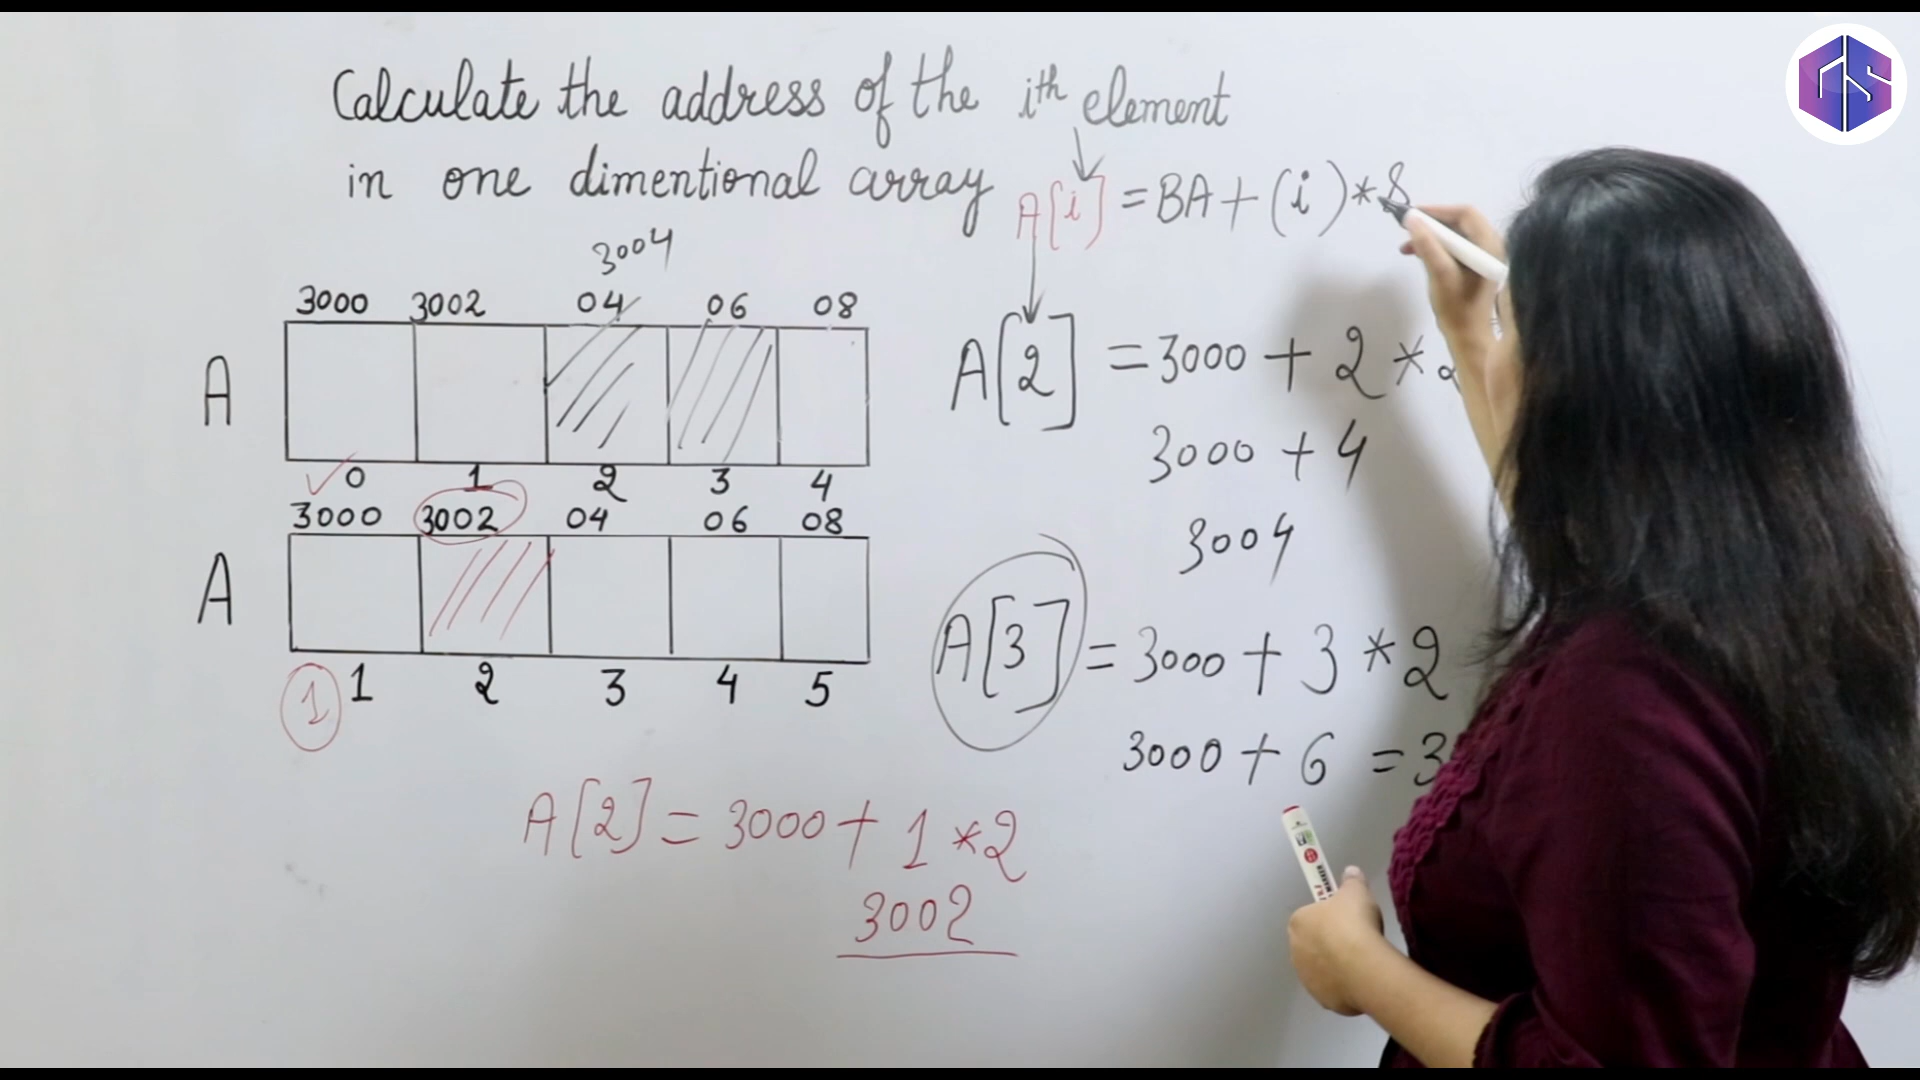 Calculate the address of the ith element
in one dimentional array
A[i] = BA + (i) * 8
3004
3000 3002 04 06 08
A
0 1 2 3 4
3000 3002 04 06 08
A
1 1 2 3 4 5
A[2] = 3000 + 2 *
3000 + 4
3004
A[3] = 3000 + 3 * 2
3000 + 6 = 3
A[2] = 3000 + 1 * 2
3002